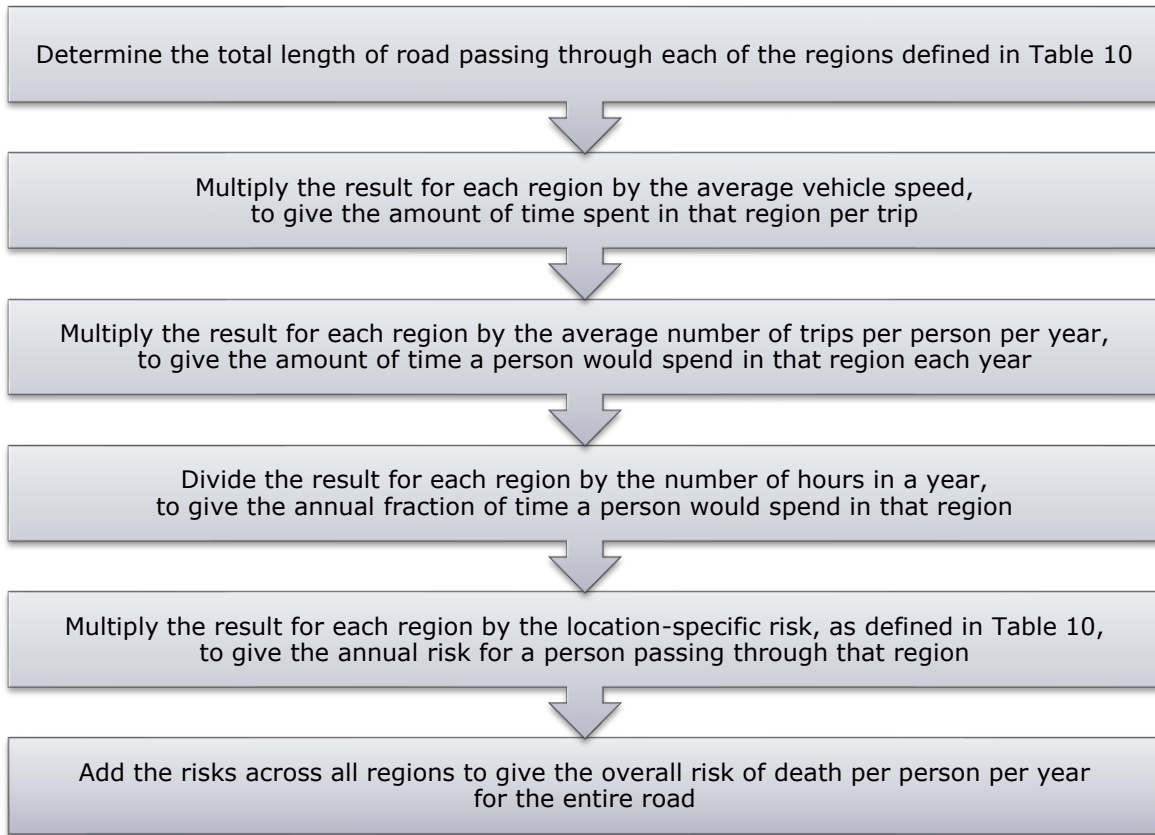 Determine the total length of road passing through each of the regions defined in Table 10
Multiply the result for each region by the average vehicle speed,
to give the amount of time spent in that region per trip
Multiply the result for each region by the average number of trips per person per year,
to give the amount of time a person would spend in that region each year
Divide the result for each region by the number of hours in a year,
to give the annual fraction of time a person would spend in that region
Multiply the result for each region by the location-specific risk, as defined in Table 10,
to give the annual risk for a person passing through that region
Add the risks across all regions to give the overall risk of death per person per year
for the entire road